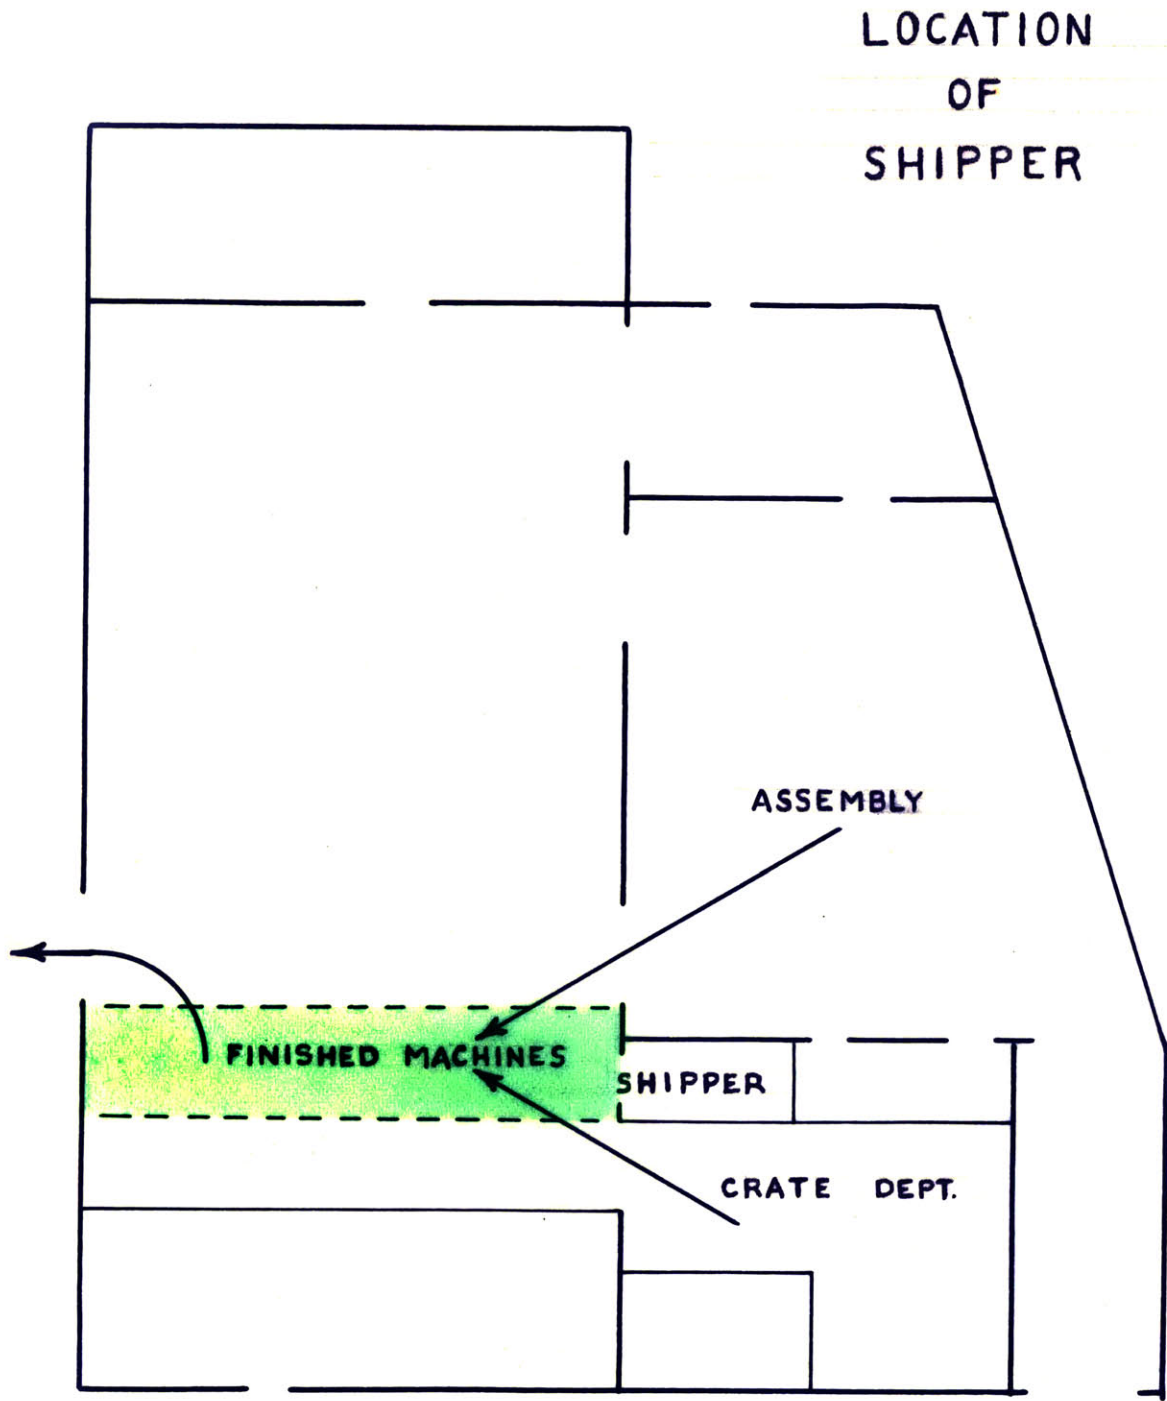 LOCATION
OF
SHIPPER
ASSEMBLY
FINISHED MACHINES
SHIPPER
CRATE DEPT.